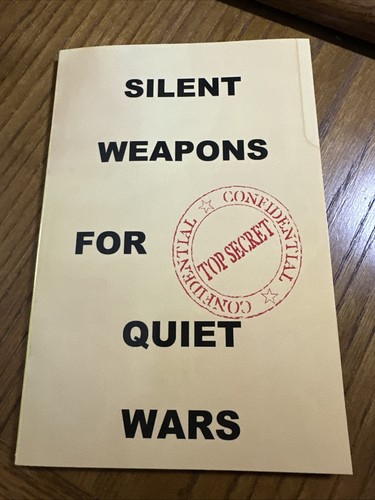 SILENT
WEAPONS
FOR
CONFIDENTIAL
TOP SECRET
CONFIDENTIAL
QUIET
WARS